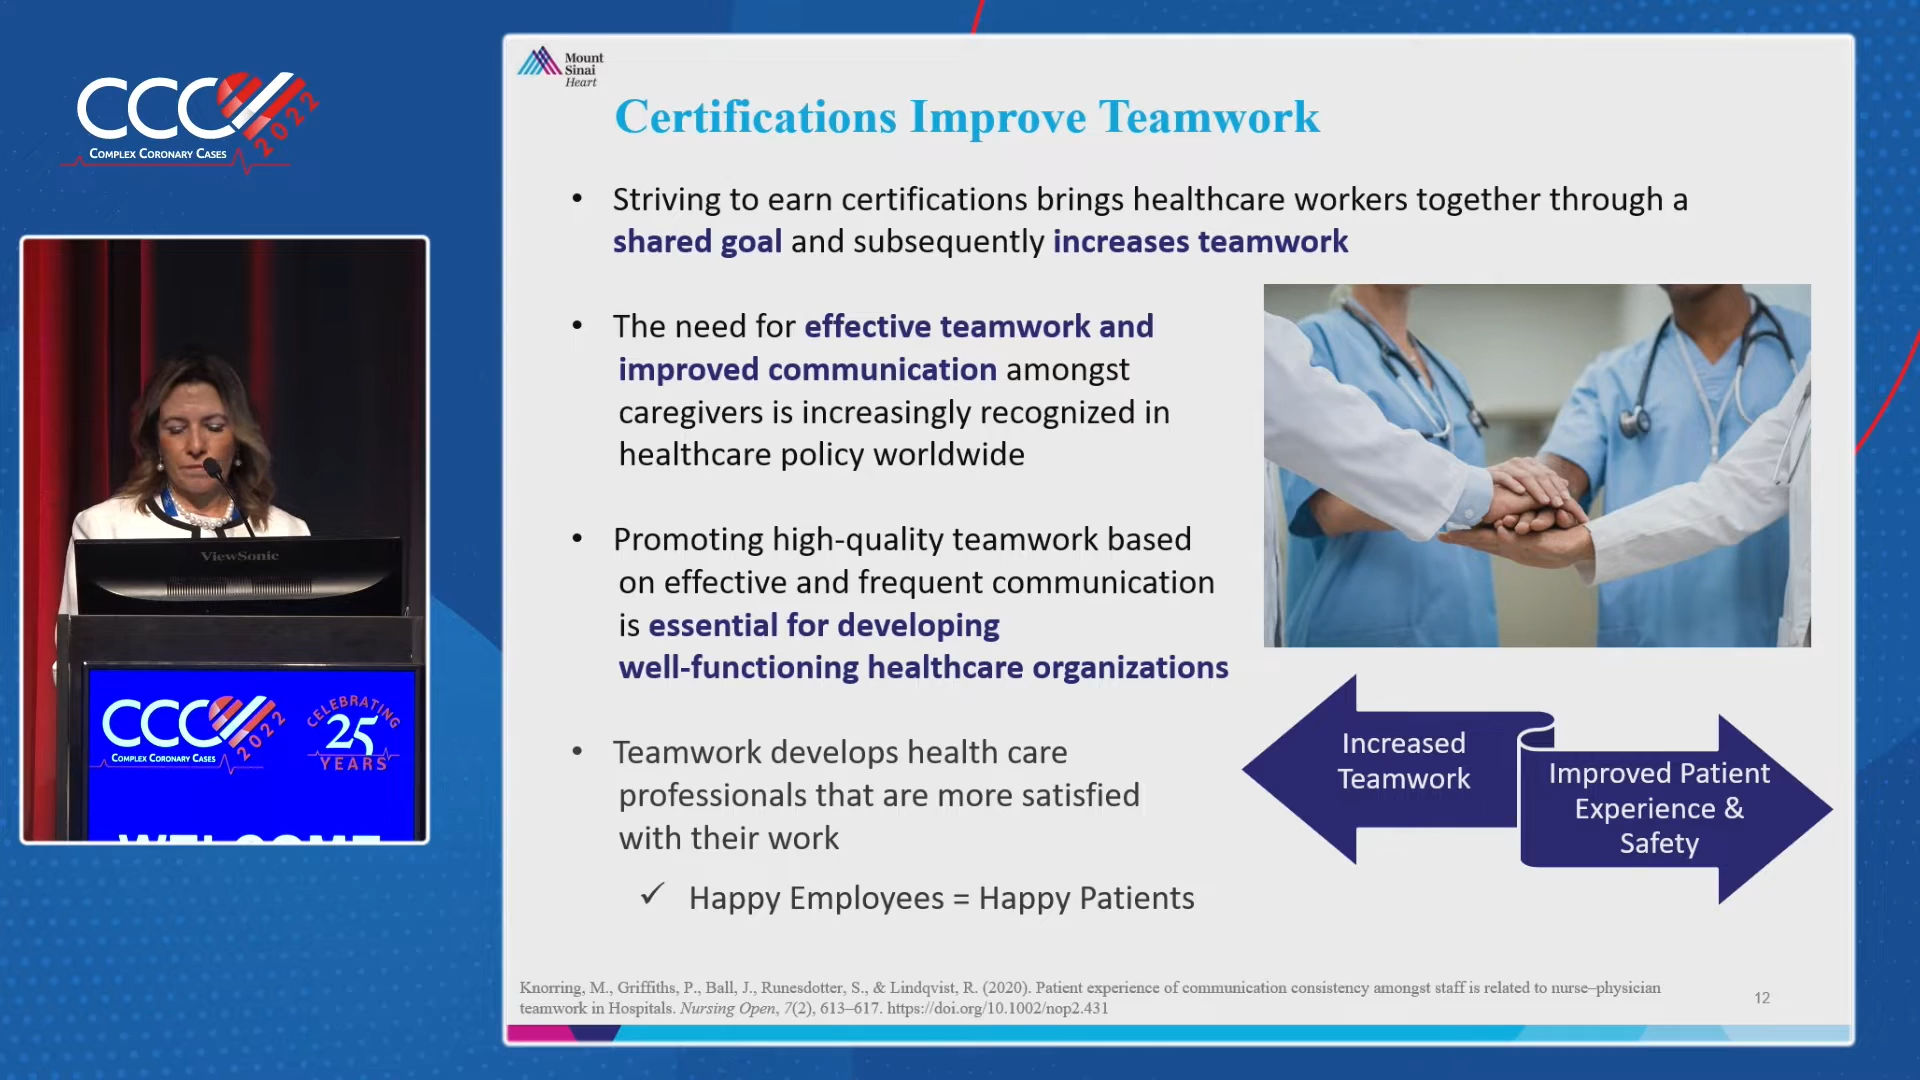 CCC 2022
COMPLEX CORONARY CASES
Mount
Sinai
Heart
Certifications Improve Teamwork
• Striving to earn certifications brings healthcare workers together through a
shared goal and subsequently increases teamwork
• The need for effective teamwork and
improved communication amongst
caregivers is increasingly recognized in
healthcare policy worldwide
• Promoting high-quality teamwork based
on effective and frequent communication
is essential for developing
well-functioning healthcare organizations
• Teamwork develops health care
professionals that are more satisfied
with their work
✓ Happy Employees = Happy Patients
Increased
Teamwork
Improved Patient
Experience &
Safety
Knorring, M., Griffiths, P., Ball, J., Runesdotter, S., & Lindqvist, R. (2020). Patient experience of communication consistency amongst staff is related to nurse–physician
teamwork in Hospitals. Nursing Open, 7(2), 613–617. https://doi.org/10.1002/nop2.431
12
ViewSonic
CCC 2022
COMPLEX CORONARY CASES
CELEBRATING
25
YEARS
WELCOME